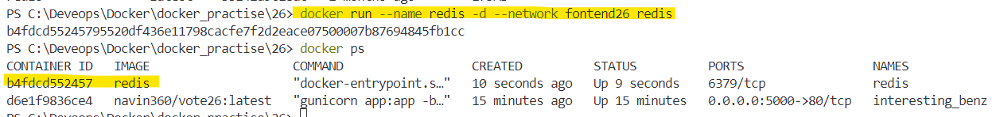 PS C:\Deveops\Docker\docker_practise\26> docker run --name redis -d --network fontend26 redis
b4fdcd55245795520df436e11798cacfe7f2d2eace07500007b87694845fb1cc
PS C:\Deveops\Docker\docker_practise\26> docker ps
CONTAINER ID   IMAGE                    COMMAND                  CREATED          STATUS          PORTS                  NAMES
b4fdcd552457   redis                    "docker-entrypoint.s…"   10 seconds ago   Up 9 seconds    6379/tcp               redis
d6e1f9836ce4   navin360/vote26:latest   "gunicorn app:app -b…"   15 minutes ago   Up 15 minutes   0.0.0.0:5000->80/tcp   interesting_benz
PS C:\Deveops\Docker\docker_practise\26>